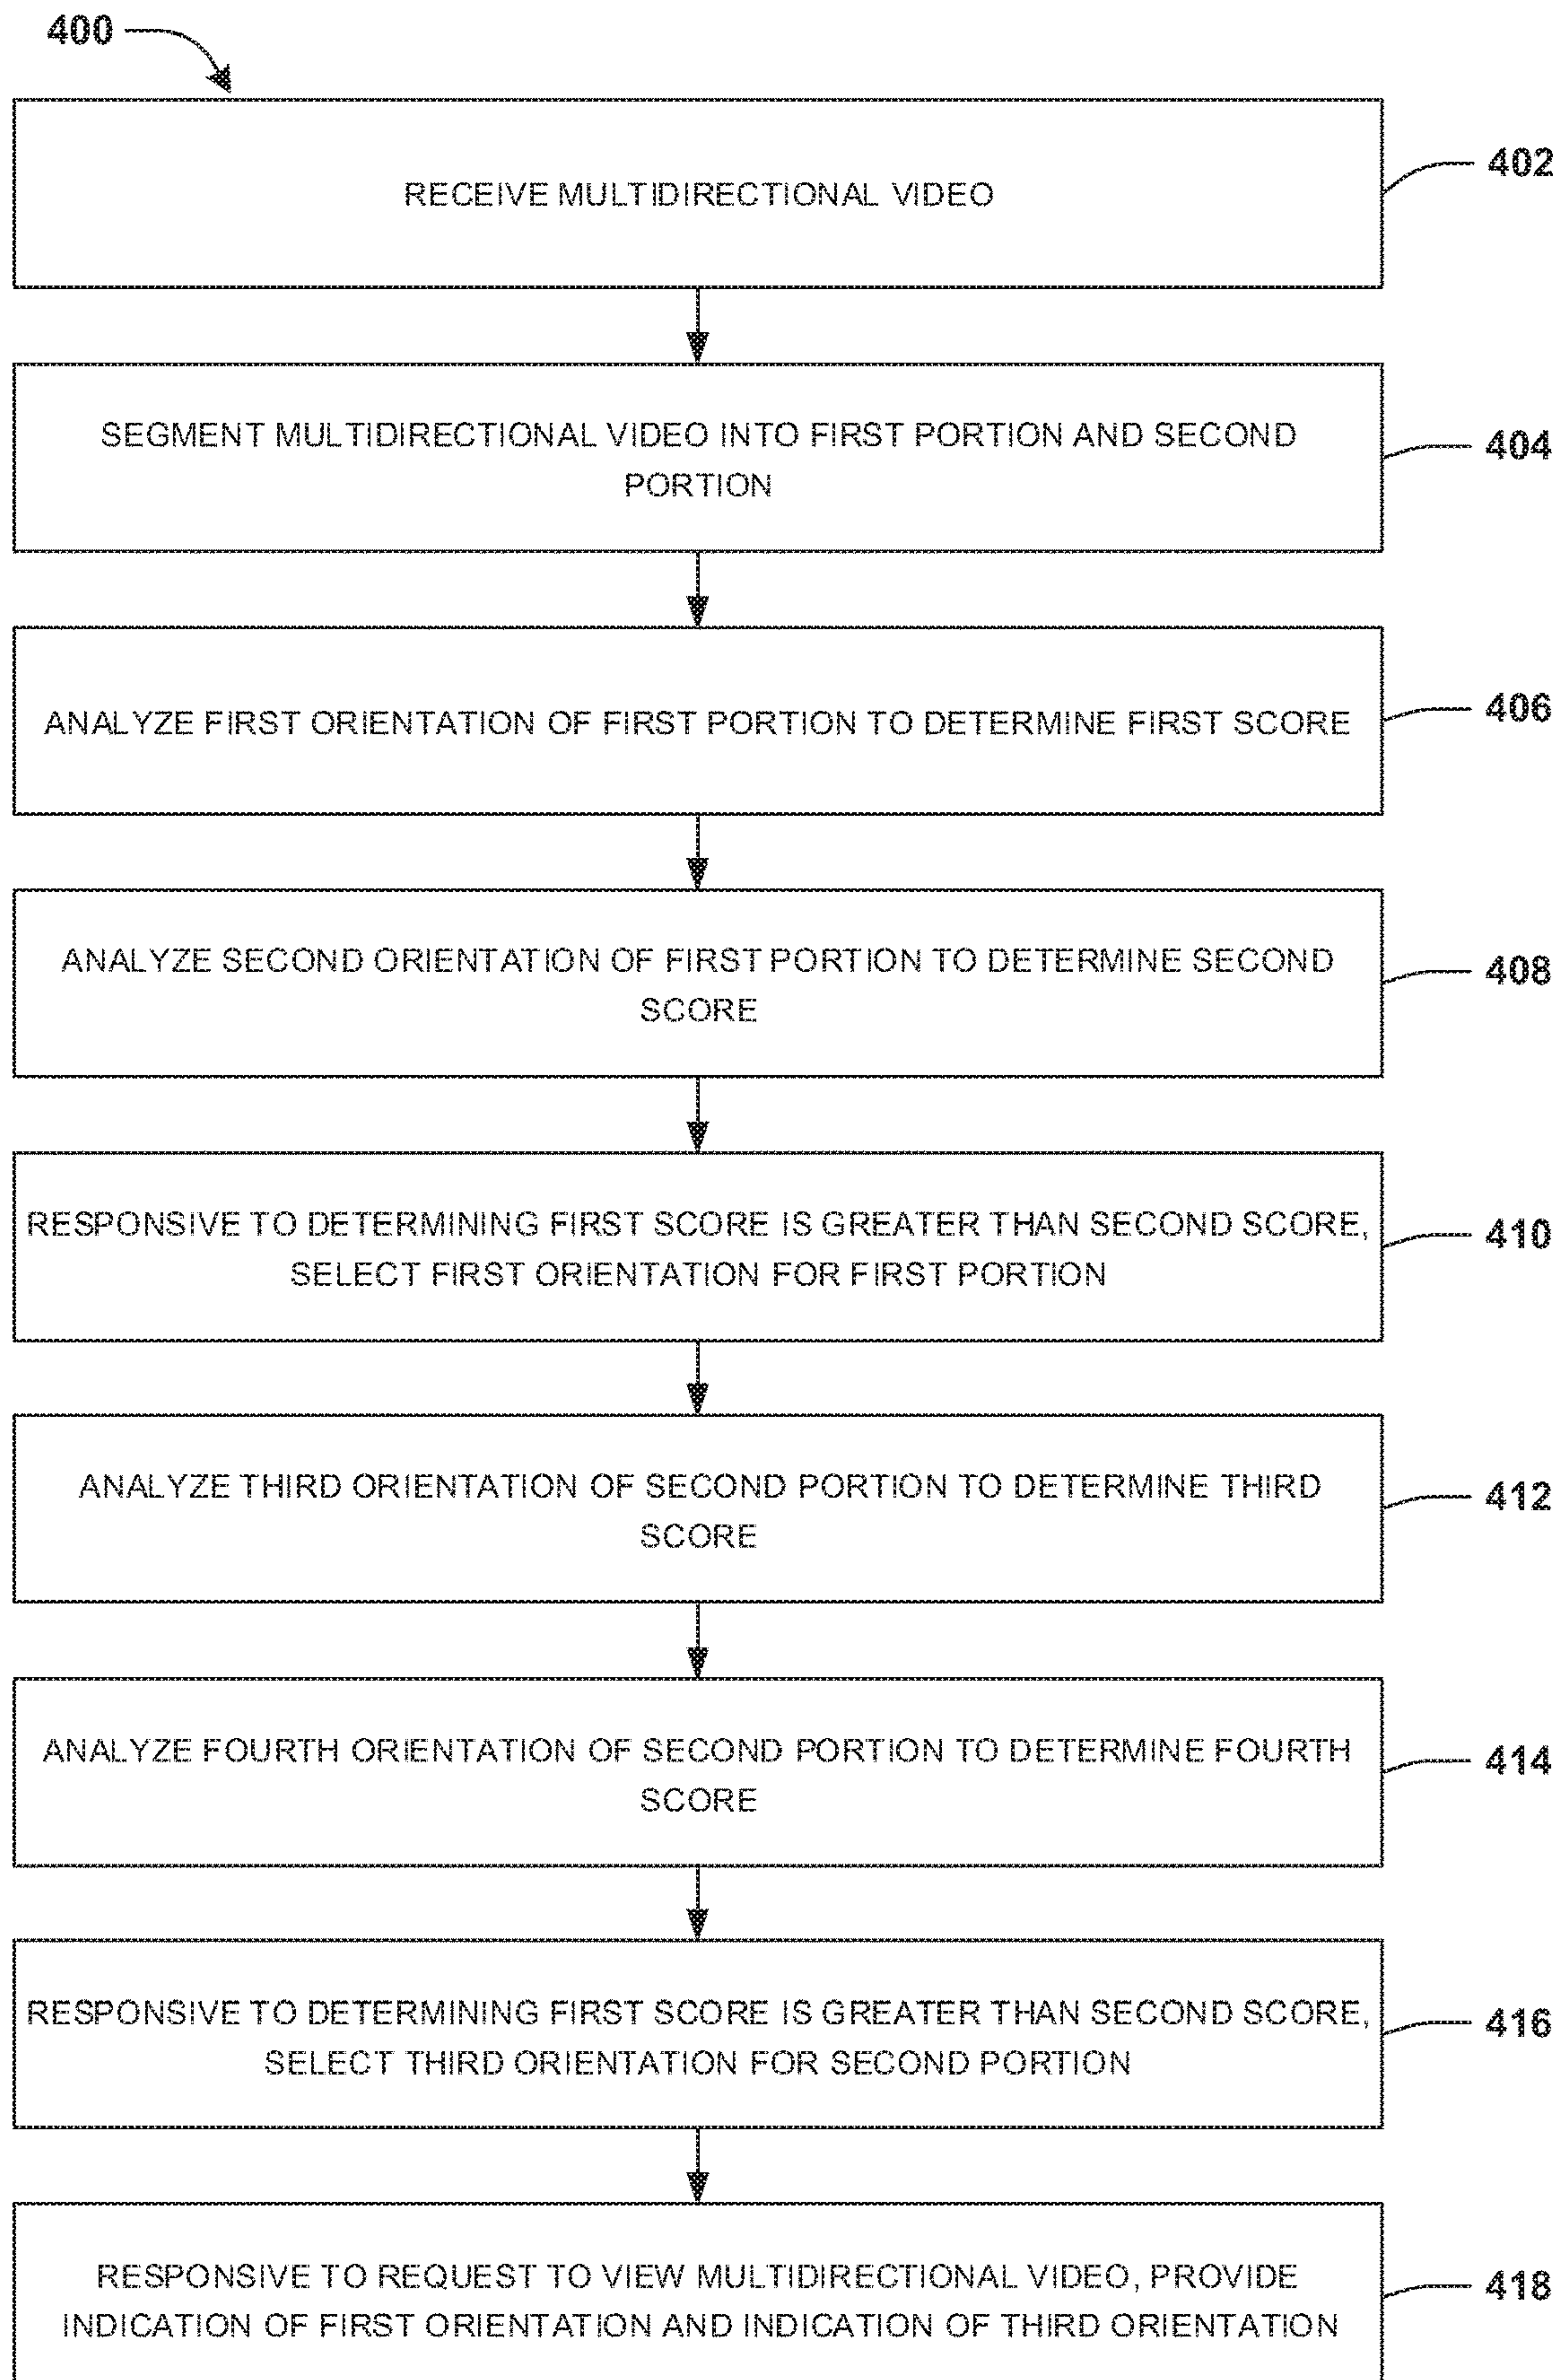 400
RECEIVE MULTIDIRECTIONAL VIDEO
402
SEGMENT MULTIDIRECTIONAL VIDEO INTO FIRST PORTION AND SECOND
PORTION
404
ANALYZE FIRST ORIENTATION OF FIRST PORTION TO DETERMINE FIRST SCORE
406
ANALYZE SECOND ORIENTATION OF FIRST PORTION TO DETERMINE SECOND
SCORE
408
RESPONSIVE TO DETERMINING FIRST SCORE IS GREATER THAN SECOND SCORE,
SELECT FIRST ORIENTATION FOR FIRST PORTION
410
ANALYZE THIRD ORIENTATION OF SECOND PORTION TO DETERMINE THIRD
SCORE
412
ANALYZE FOURTH ORIENTATION OF SECOND PORTION TO DETERMINE FOURTH
SCORE
414
RESPONSIVE TO DETERMINING FIRST SCORE IS GREATER THAN SECOND SCORE,
SELECT THIRD ORIENTATION FOR SECOND PORTION
416
RESPONSIVE TO REQUEST TO VIEW MULTIDIRECTIONAL VIDEO, PROVIDE
INDICATION OF FIRST ORIENTATION AND INDICATION OF THIRD ORIENTATION
418